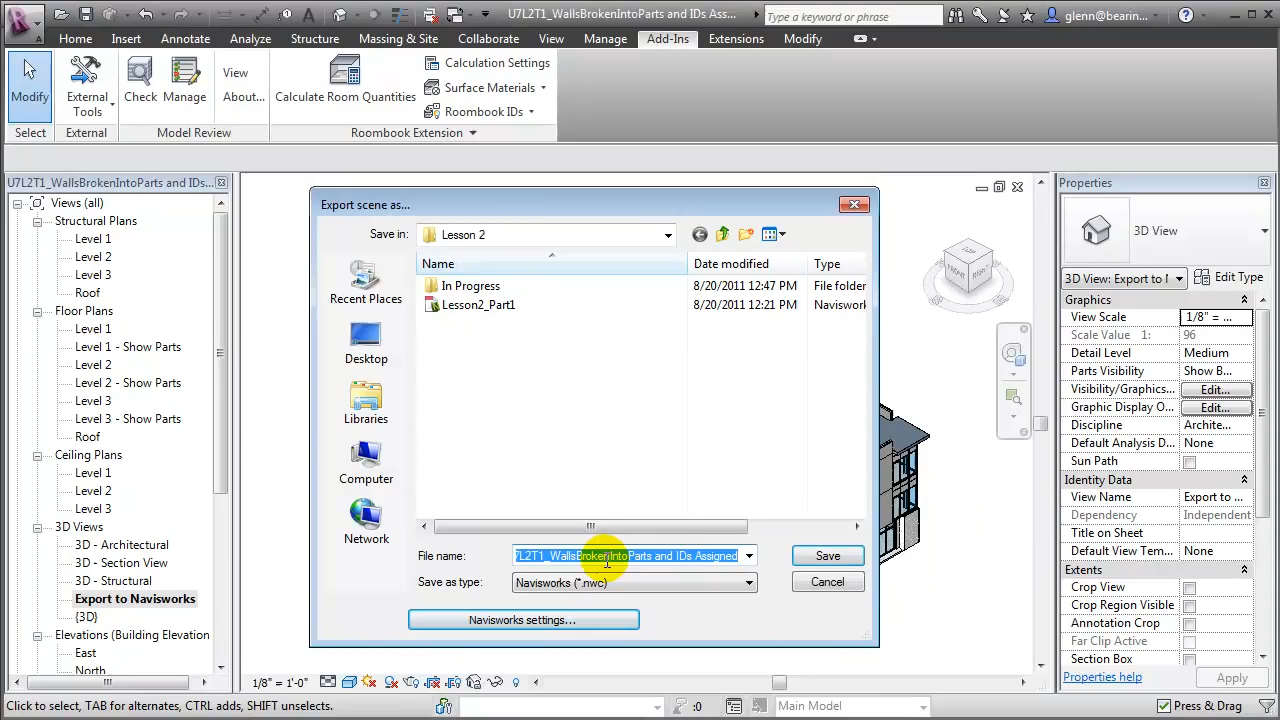 U7L2T1_WallsBrokenIntoParts and IDs Ass...
Type a keyword or phrase
glenn@bearin...
Home Insert Annotate Analyze Structure Massing & Site Collaborate View Manage Add-Ins Extensions Modify
Modify
External
Tools
Check
Manage
View
About...
Calculate Room Quantities
Calculation Settings
Surface Materials
Roombook IDs
Select External Model Review Roombook Extension
U7L2T1_WallsBrokenIntoParts and IDs...
Views (all)
Structural Plans
Level 1
Level 2
Level 3
Roof
Floor Plans
Level 1
Level 1 - Show Parts
Level 2
Level 2 - Show Parts
Level 3
Level 3 - Show Parts
Roof
Ceiling Plans
Level 1
Level 2
Level 3
3D Views
3D - Architectural
3D - Section View
3D - Structural
Export to Navisworks
{3D}
Elevations (Building Elevation
East
North
Export scene as...
Save in: Lesson 2
Name Date modified Type
In Progress 8/20/2011 12:47 PM File folder
Lesson2_Part1 8/20/2011 12:21 PM Naviswork
Recent Places
Desktop
Libraries
Computer
Network
File name: 7L2T1_WallsBrokenIntoParts and IDs Assigned Save
Save as type: Navisworks (*.nwc) Cancel
Navisworks settings...
TOP
FRONT
RIGHT
Properties
3D View
3D View: Export to N Edit Type
Graphics
View Scale 1/8" = ...
Scale Value 1: 96
Detail Level Medium
Parts Visibility Show B...
Visibility/Graphics... Edit...
Graphic Display O... Edit...
Discipline Archite...
Default Analysis D... None
Sun Path
Identity Data
View Name Export to ...
Dependency Independent
Title on Sheet
Default View Tem... None
Extents
Crop View
Crop Region Visible
Annotation Crop
Far Clip Active
Section Box
Properties help Apply
1/8" = 1'-0"
Click to select, TAB for alternates, CTRL adds, SHIFT unselects.
:0
Main Model
Press & Drag